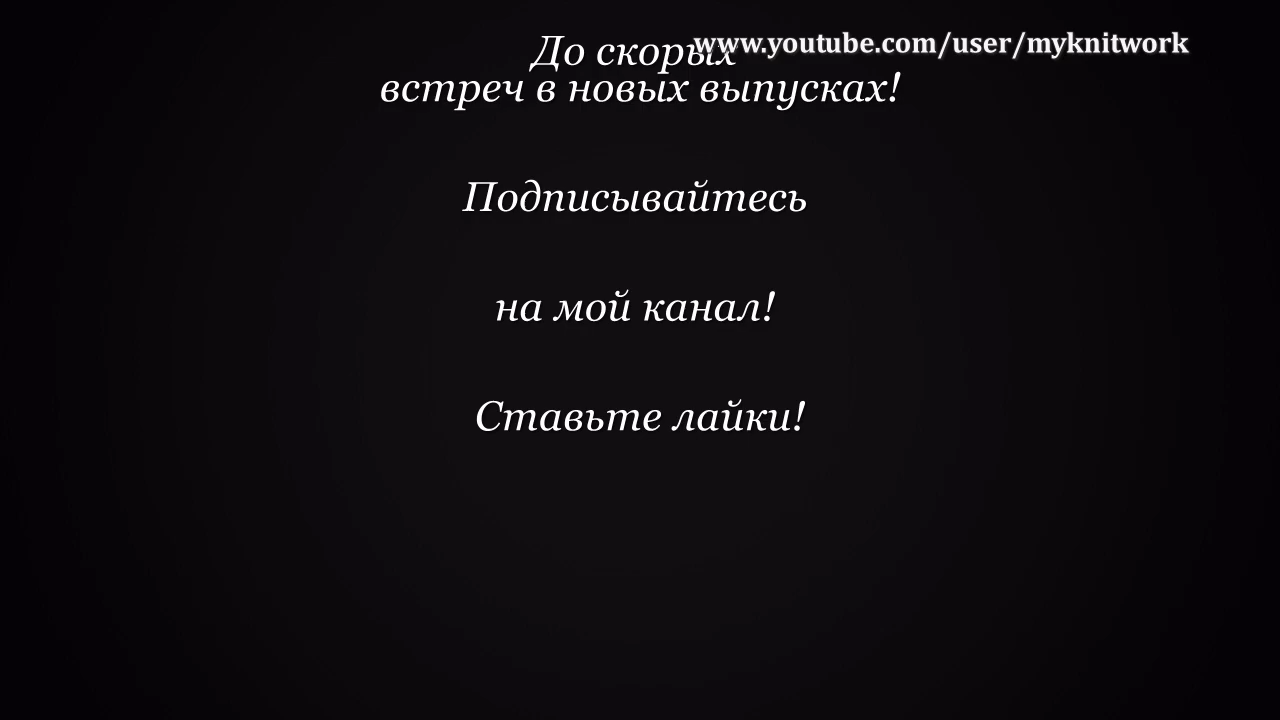 До скорых
www.youtube.com/user/myknitwork
встреч в новых выпусках!
Подписывайтесь
на мой канал!
Ставьте лайки!